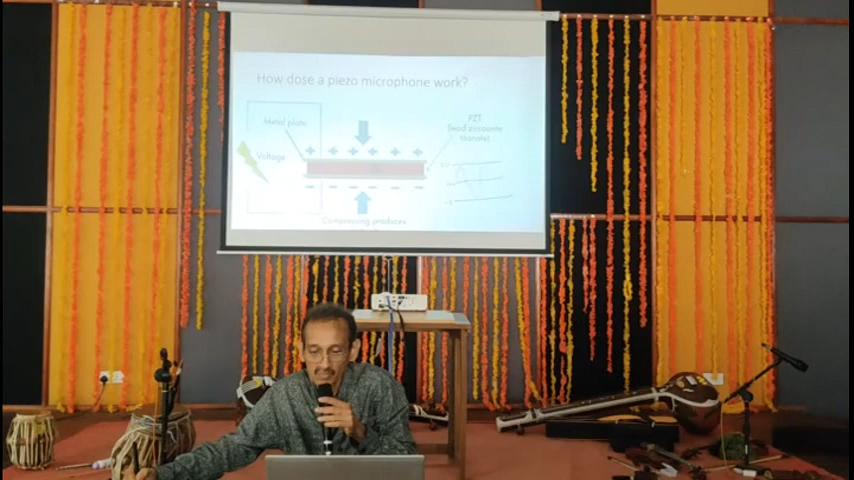 How dose a piezo microphone work?
Metal plate
PZT
(lead zirconate
titanate)
Voltage
Compressing produces